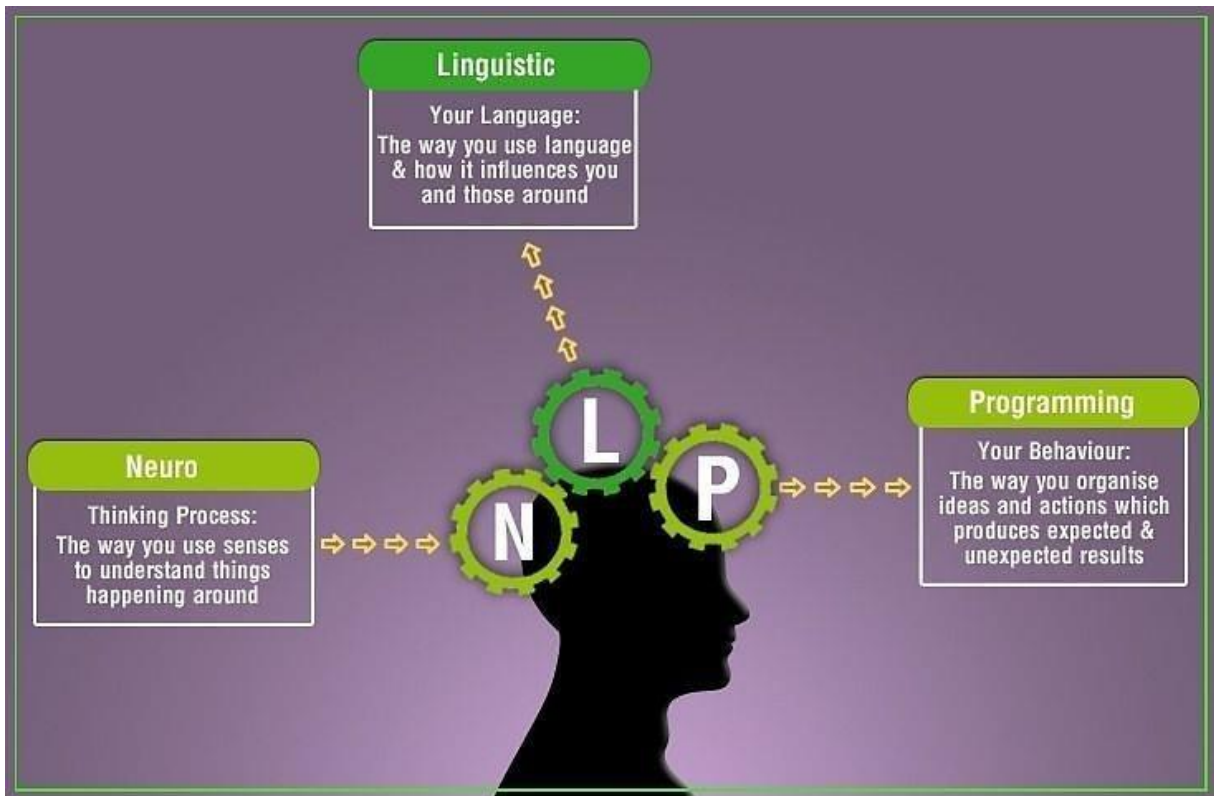 Linguistic
Your Language:
The way you use language
& how it influences you
and those around
Neuro
Thinking Process:
The way you use senses
to understand things
happening around
N
L
P
Programming
Your Behaviour:
The way you organise
ideas and actions which
produces expected &
unexpected results